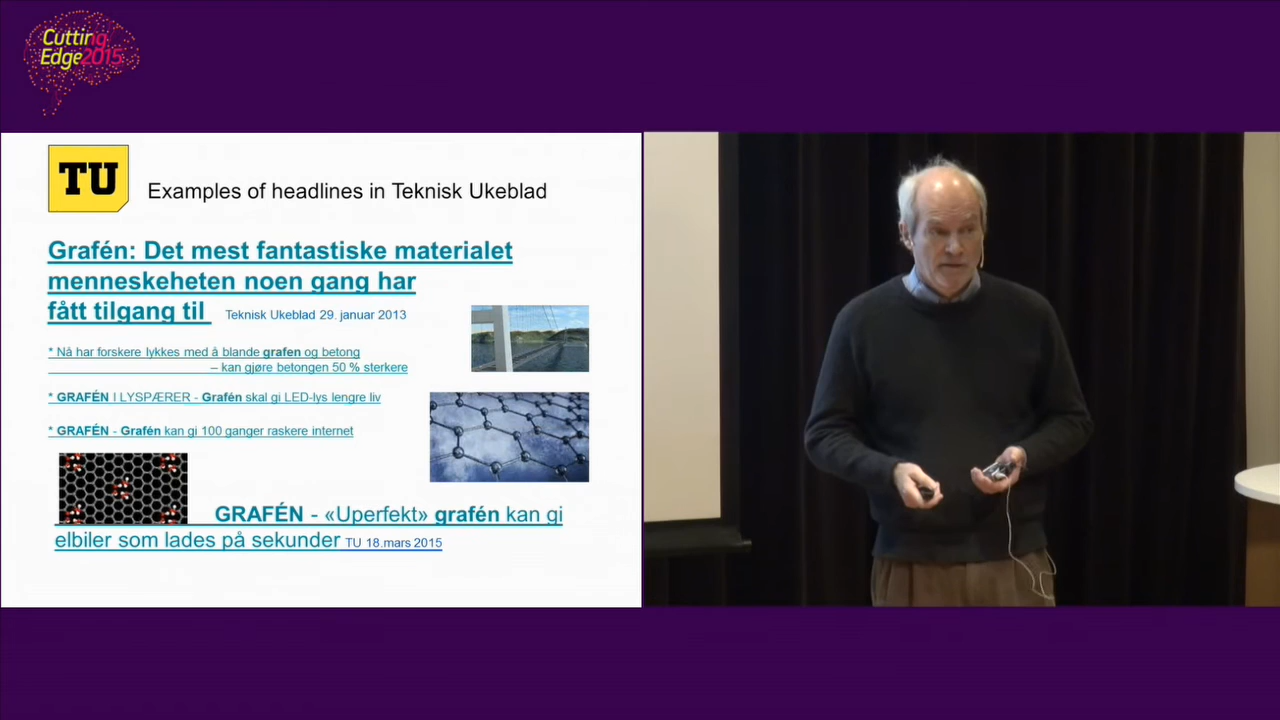 Cutting
Edge2015
TU
Examples of headlines in Teknisk Ukeblad
Grafén: Det mest fantastiske materialet
menneskeheten noen gang har
fått tilgang til
Teknisk Ukeblad 29. januar 2013
* Nå har forskere lykkes med å blande grafen og betong
– kan gjøre betongen 50 % sterkere
* GRAFÉN I LYSPÆRER - Grafén skal gi LED-lys lengre liv
* GRAFÉN - Grafén kan gi 100 ganger raskere internet
GRAFÉN - «Uperfekt» grafén kan gi
elbiler som lades på sekunder TU 18.mars 2015